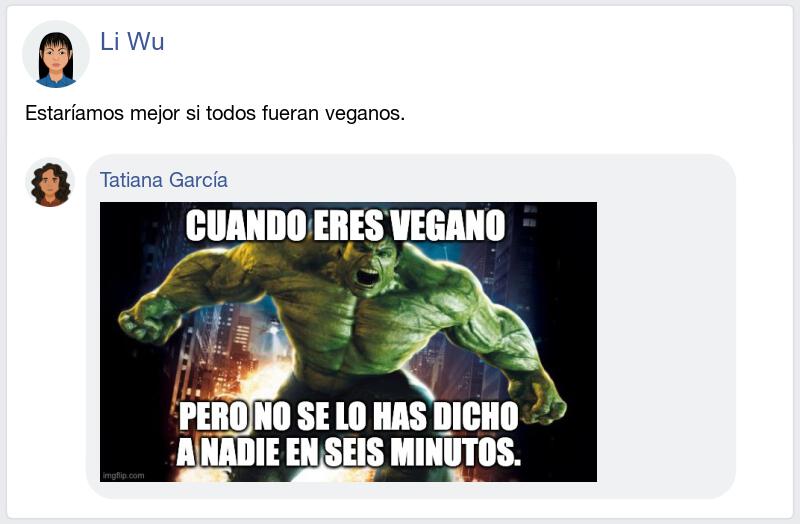 Li Wu
Estaríamos mejor si todos fueran veganos.
Tatiana García
CUANDO ERES VEGANO
PERO NO SE LO HAS DICHO
A NADIE EN SEIS MINUTOS.
imgflip.com